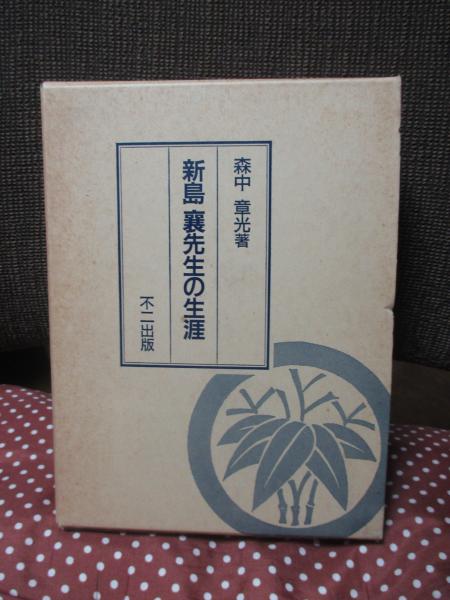 森中 章光著
新島 襄先生の生涯
不二出版